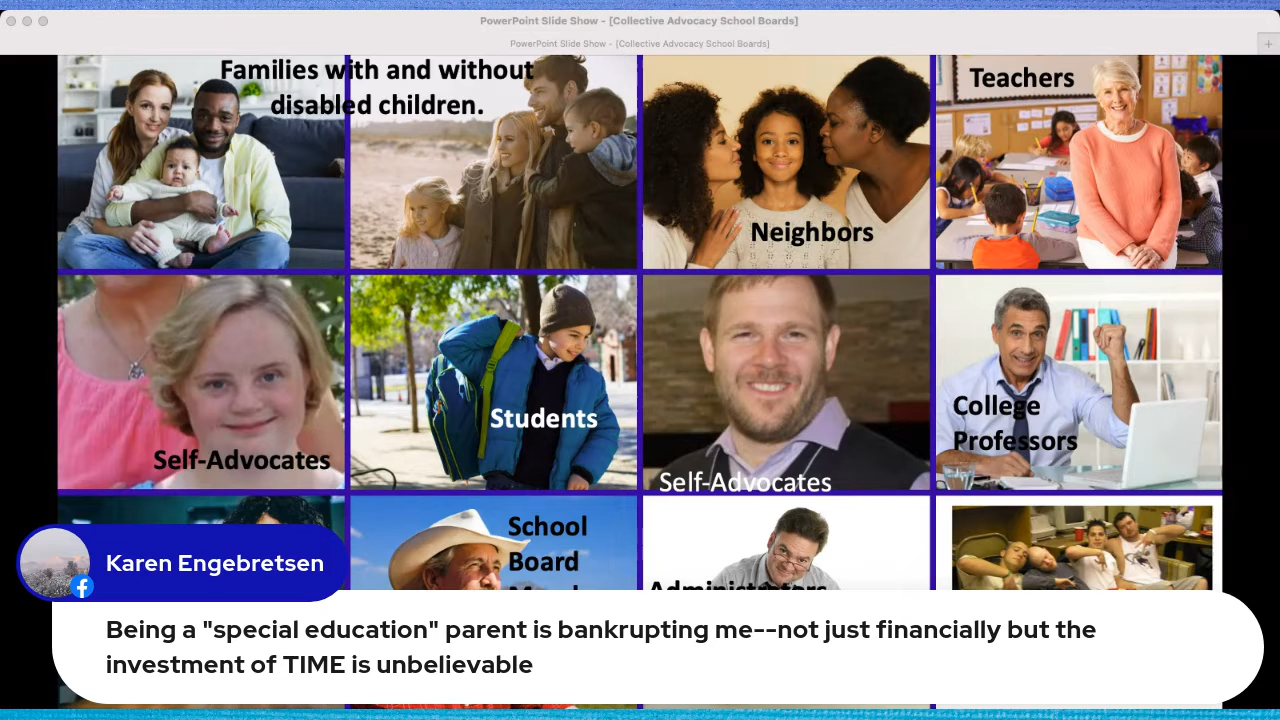 PowerPoint Slide Show - [Collective Advocacy School Boards]
PowerPoint Slide Show - [Collective Advocacy School Boards]
+
Families with and without
disabled children.
Neighbors
Teachers
Self-Advocates
Students
Self-Advocates
College
Professors
School
Board
Administrators
Karen Engebretsen
Being a "special education" parent is bankrupting me--not just financially but the
investment of TIME is unbelievable